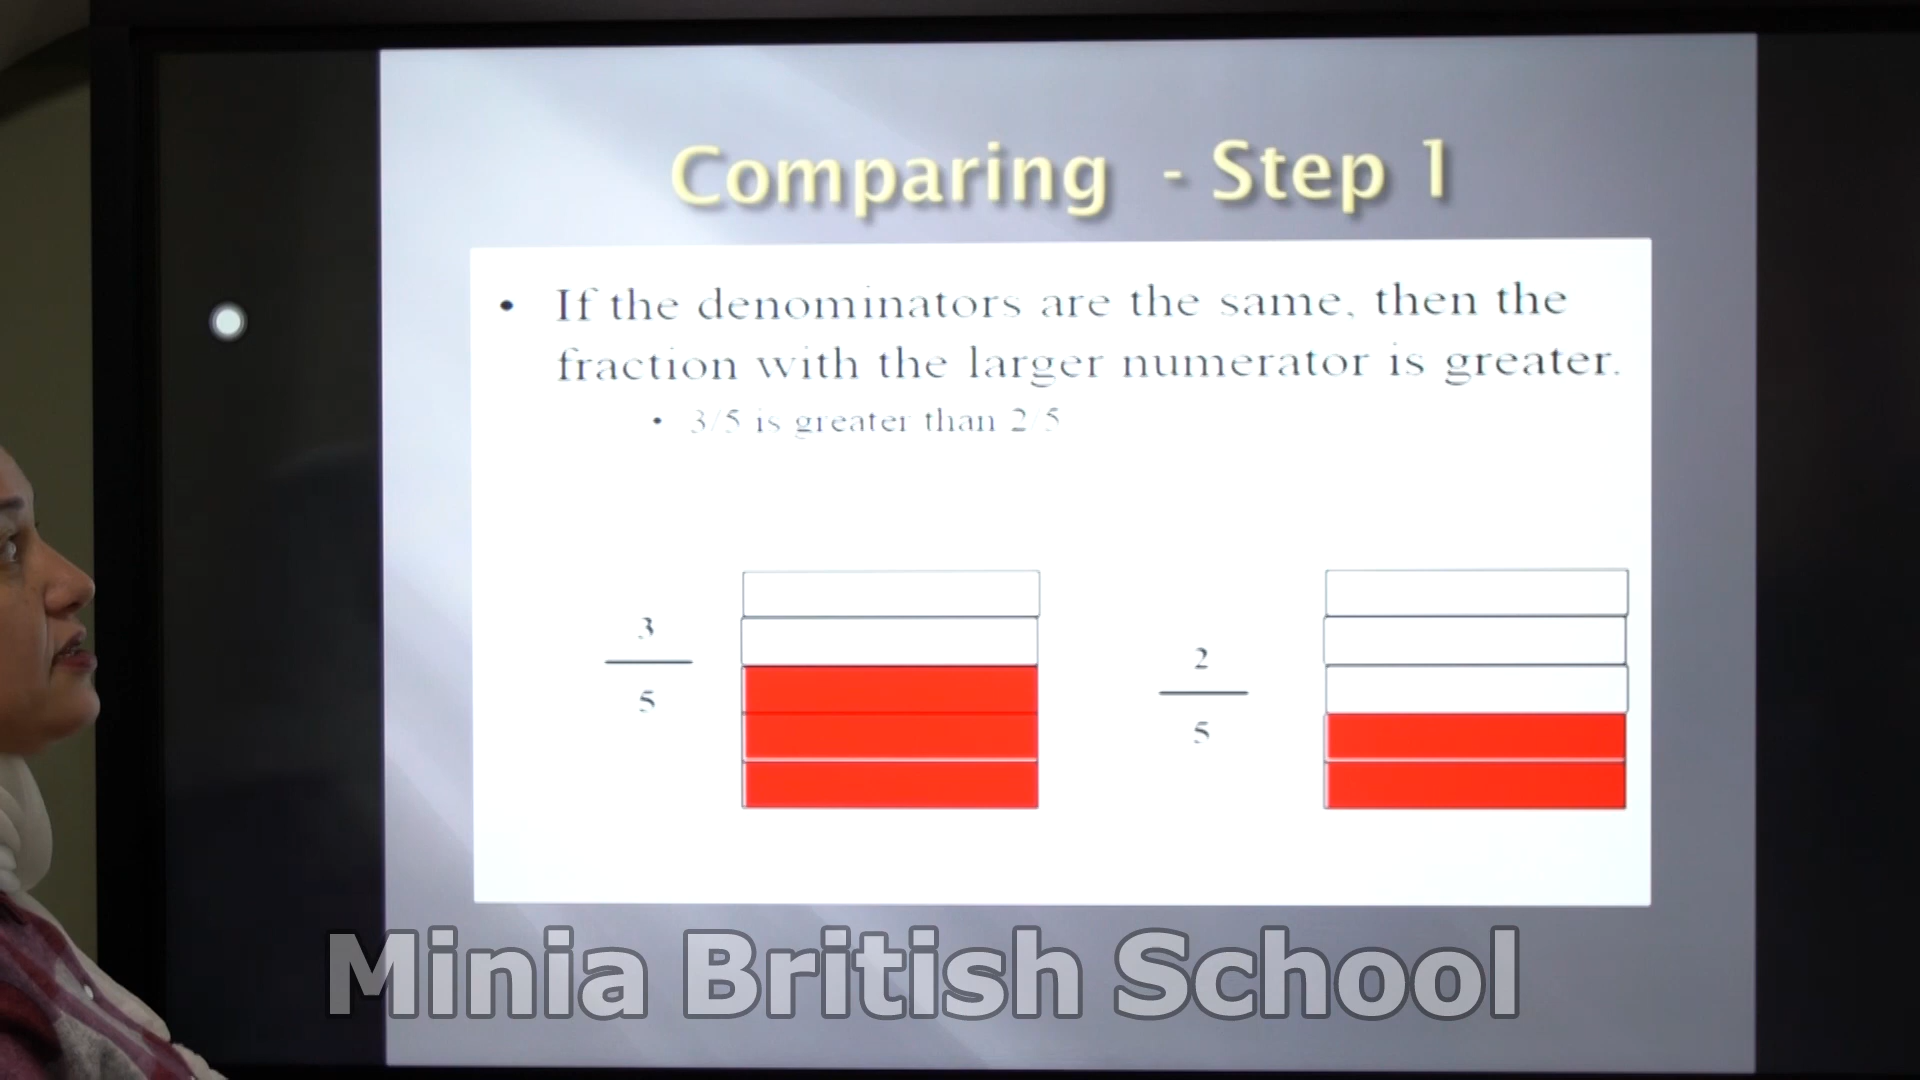 Comparing - Step 1
• If the denominators are the same, then the
fraction with the larger numerator is greater.
• 3/5 is greater than 2/5
3
5
2
5
Minia British School